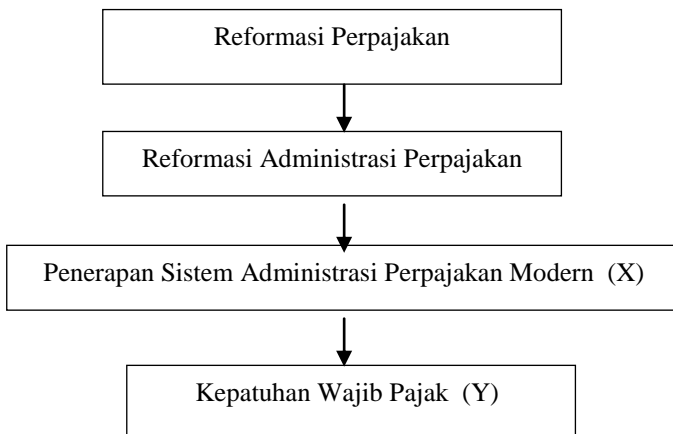 Reformasi Perpajakan
Reformasi Administrasi Perpajakan
Penerapan Sistem Administrasi Perpajakan Modern (X)
Kepatuhan Wajib Pajak (Y)